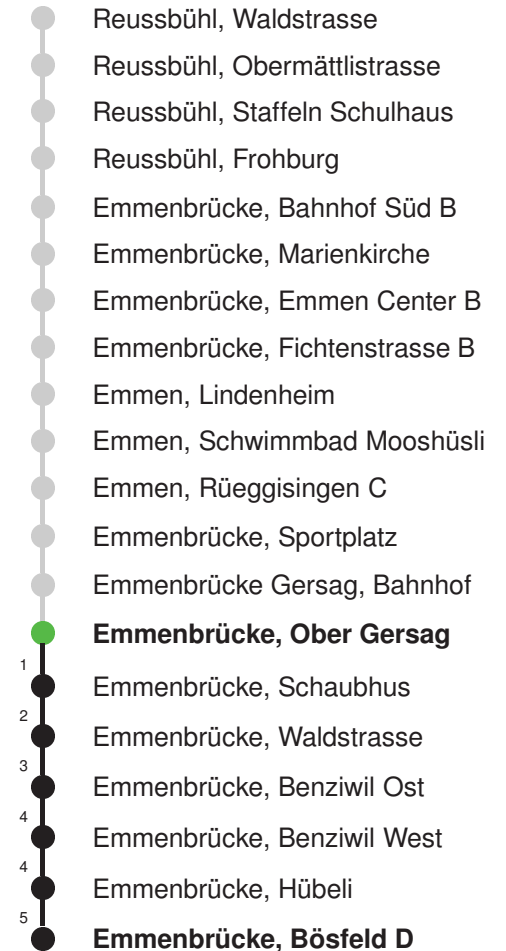 Reussbühl, Waldstrasse
Reussbühl, Obermättlistrasse
Reussbühl, Staffeln Schulhaus
Reussbühl, Frohburg
Emmenbrücke, Bahnhof Süd B
Emmenbrücke, Marienkirche
Emmenbrücke, Emmen Center B
Emmenbrücke, Fichtenstrasse B
Emmen, Lindenheim
Emmen, Schwimmbad Mooshüsli
Emmen, Rüeggisingen C
Emmenbrücke, Sportplatz
Emmenbrücke Gersag, Bahnhof
Emmenbrücke, Ober Gersag
1 Emmenbrücke, Schaubhus
2 Emmenbrücke, Waldstrasse
3 Emmenbrücke, Benziwil Ost
4 Emmenbrücke, Benziwil West
4 Emmenbrücke, Hübeli
5 Emmenbrücke, Bösfeld D